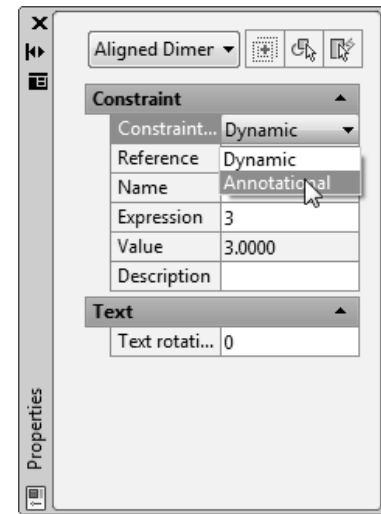 Aligned Dimer
Constraint
Constraint... Dynamic
Reference Dynamic
Name Annotational
Expression 3
Value 3.0000
Description
Text
Text rotati... 0
Properties